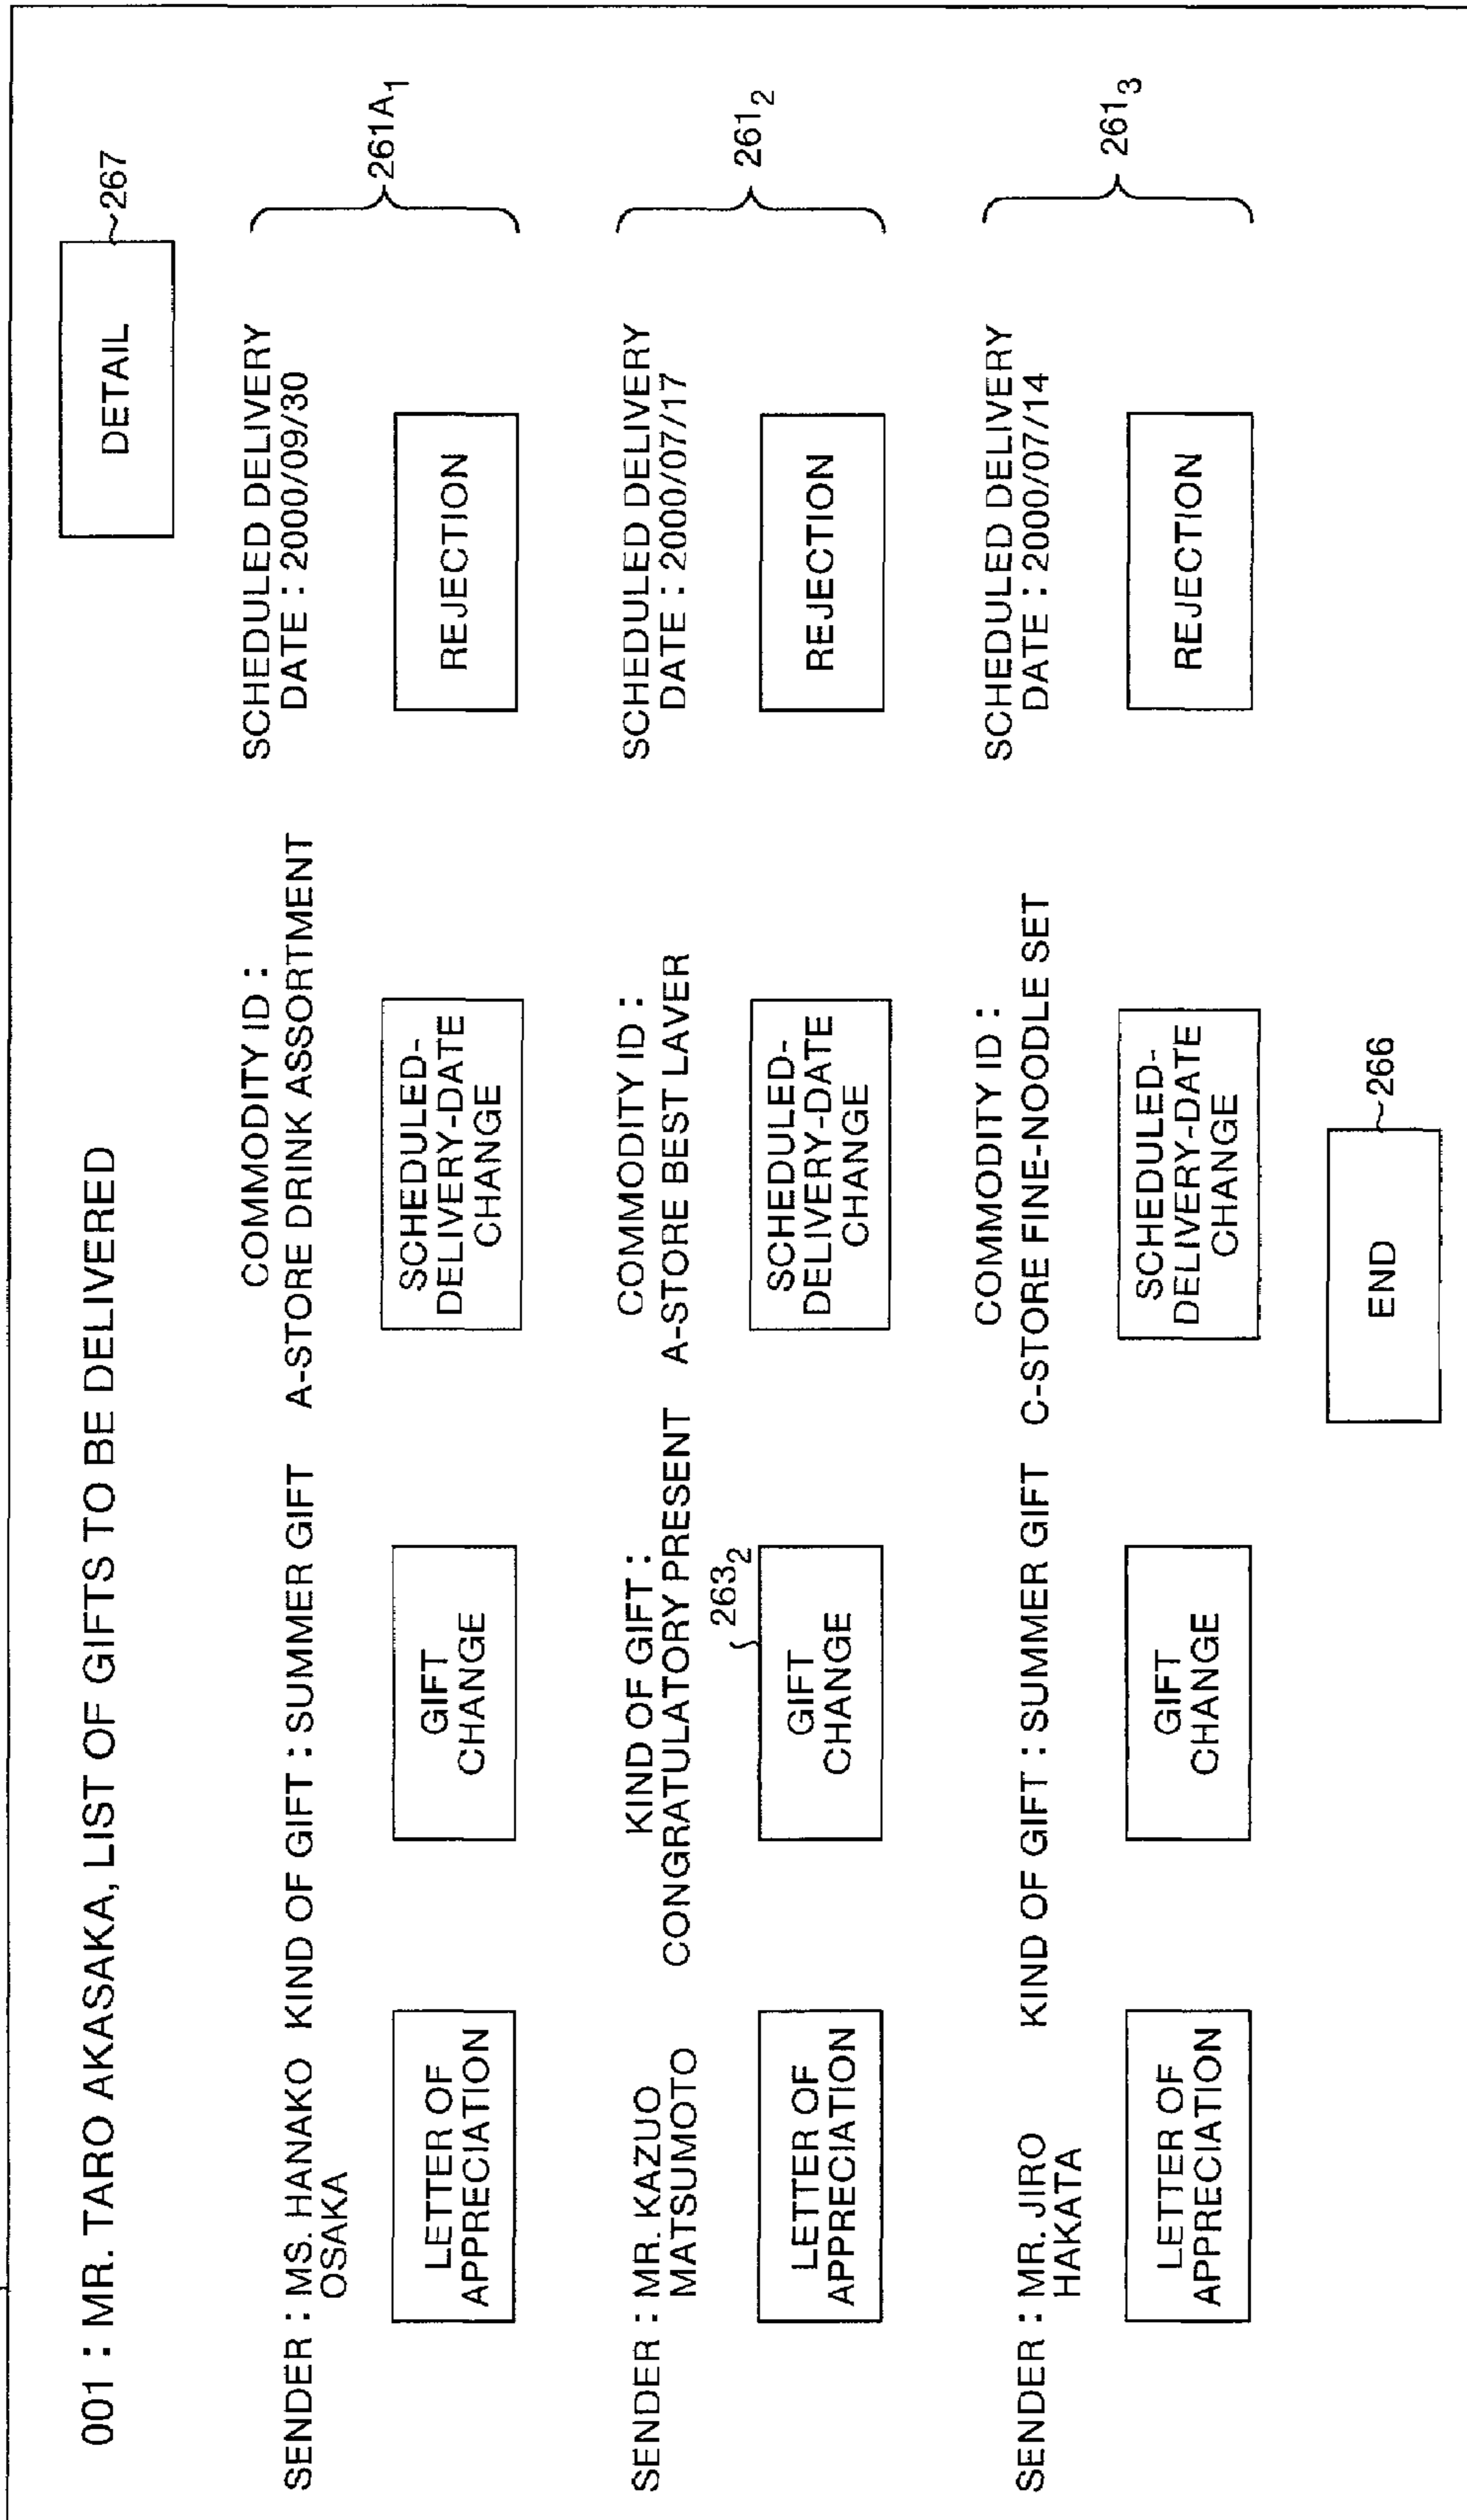 001 : MR. TARO AKASAKA, LIST OF GIFTS TO BE DELIVERED
DETAIL
267
SENDER : MS. HANAKO
OSAKA
KIND OF GIFT : SUMMER GIFT
COMMODITY ID :
A-STORE DRINK ASSORTMENT
SCHEDULED DELIVERY
DATE : 2000/09/30
LETTER OF
APPRECIATION
GIFT
CHANGE
SCHEDULED-
DELIVERY-DATE
CHANGE
REJECTION
261A1
SENDER : MR. KAZUO
MATSUMOTO
KIND OF GIFT :
CONGRATULATORY PRESENT
COMMODITY ID :
A-STORE BEST LAVER
SCHEDULED DELIVERY
DATE : 2000/07/17
LETTER OF
APPRECIATION
2632
GIFT
CHANGE
SCHEDULED-
DELIVERY-DATE
CHANGE
REJECTION
2612
SENDER : MR. JIRO
HAKATA
KIND OF GIFT : SUMMER GIFT
COMMODITY ID :
C-STORE FINE-NOODLE SET
SCHEDULED DELIVERY
DATE : 2000/07/14
LETTER OF
APPRECIATION
GIFT
CHANGE
SCHEDULED-
DELIVERY-DATE
CHANGE
REJECTION
2613
END
266